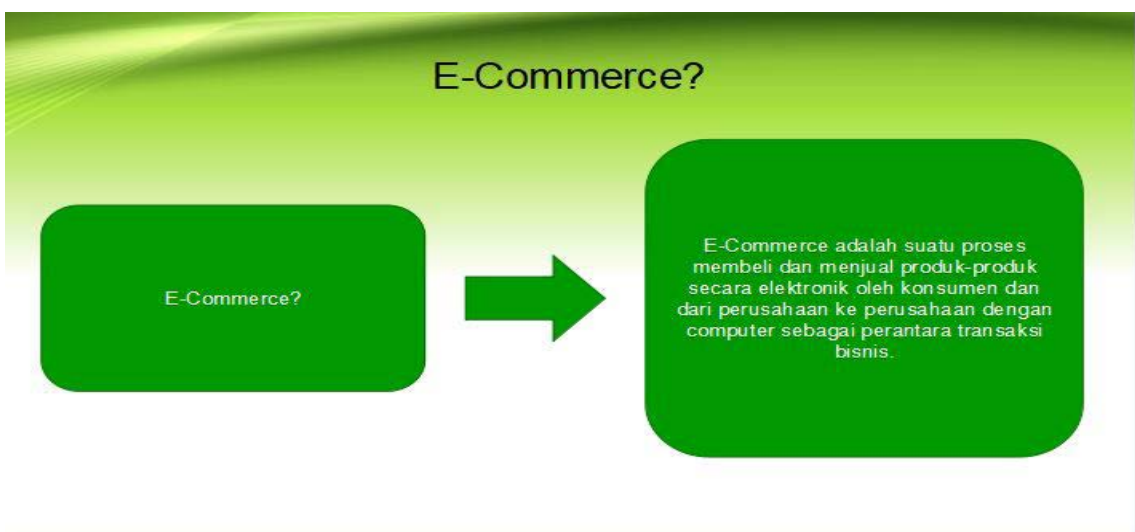 E-Commerce?
E-Commerce?
E-Commerce adalah suatu proses
membeli dan menjual produk-produk
secara elektronik oleh konsumen dan
dari perusahaan ke perusahaan dengan
computer sebagai perantara transaksi
bisnis.